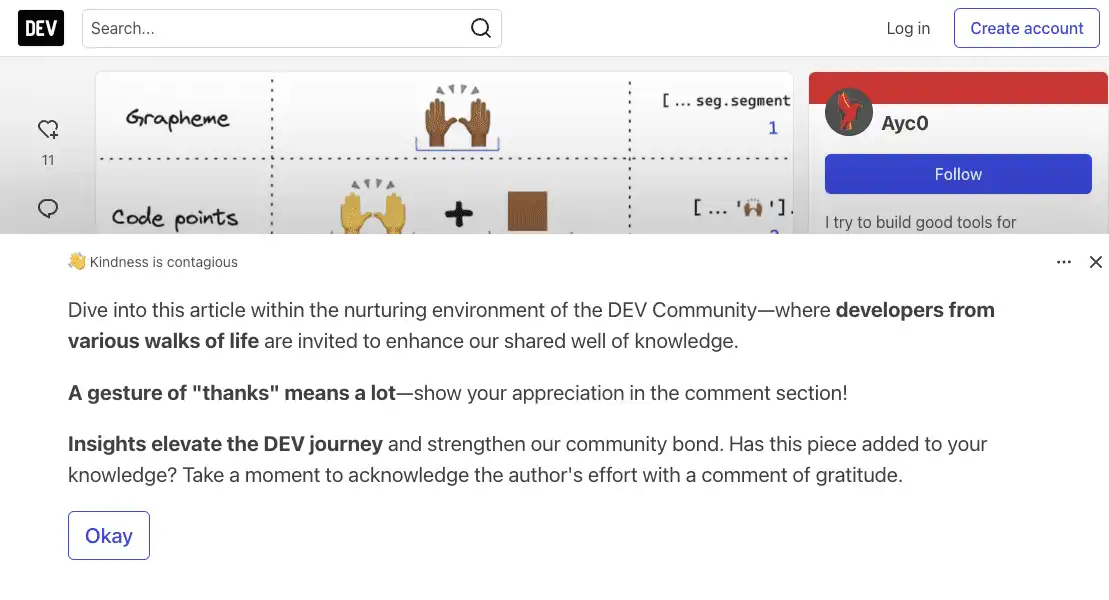 DEV
Search...
Log in
Create account
11
Grapheme
[ ... seg.segment
1
Code points
[ ... '🙌🏾'].
Ayc0
Follow
I try to build good tools for
👋 Kindness is contagious
Dive into this article within the nurturing environment of the DEV Community—where developers from
various walks of life are invited to enhance our shared well of knowledge.
A gesture of "thanks" means a lot—show your appreciation in the comment section!
Insights elevate the DEV journey and strengthen our community bond. Has this piece added to your
knowledge? Take a moment to acknowledge the author's effort with a comment of gratitude.
Okay